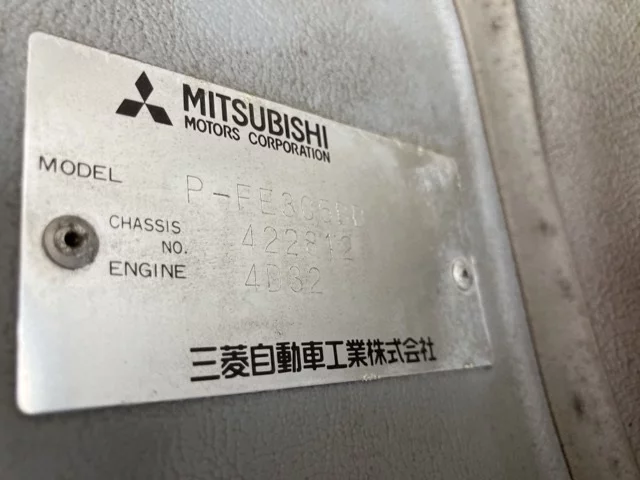 MITSUBISHI
MOTORS CORPORATION
MODEL
CHASSIS NO.
ENGINE 4D32
三菱自動車工業株式会社